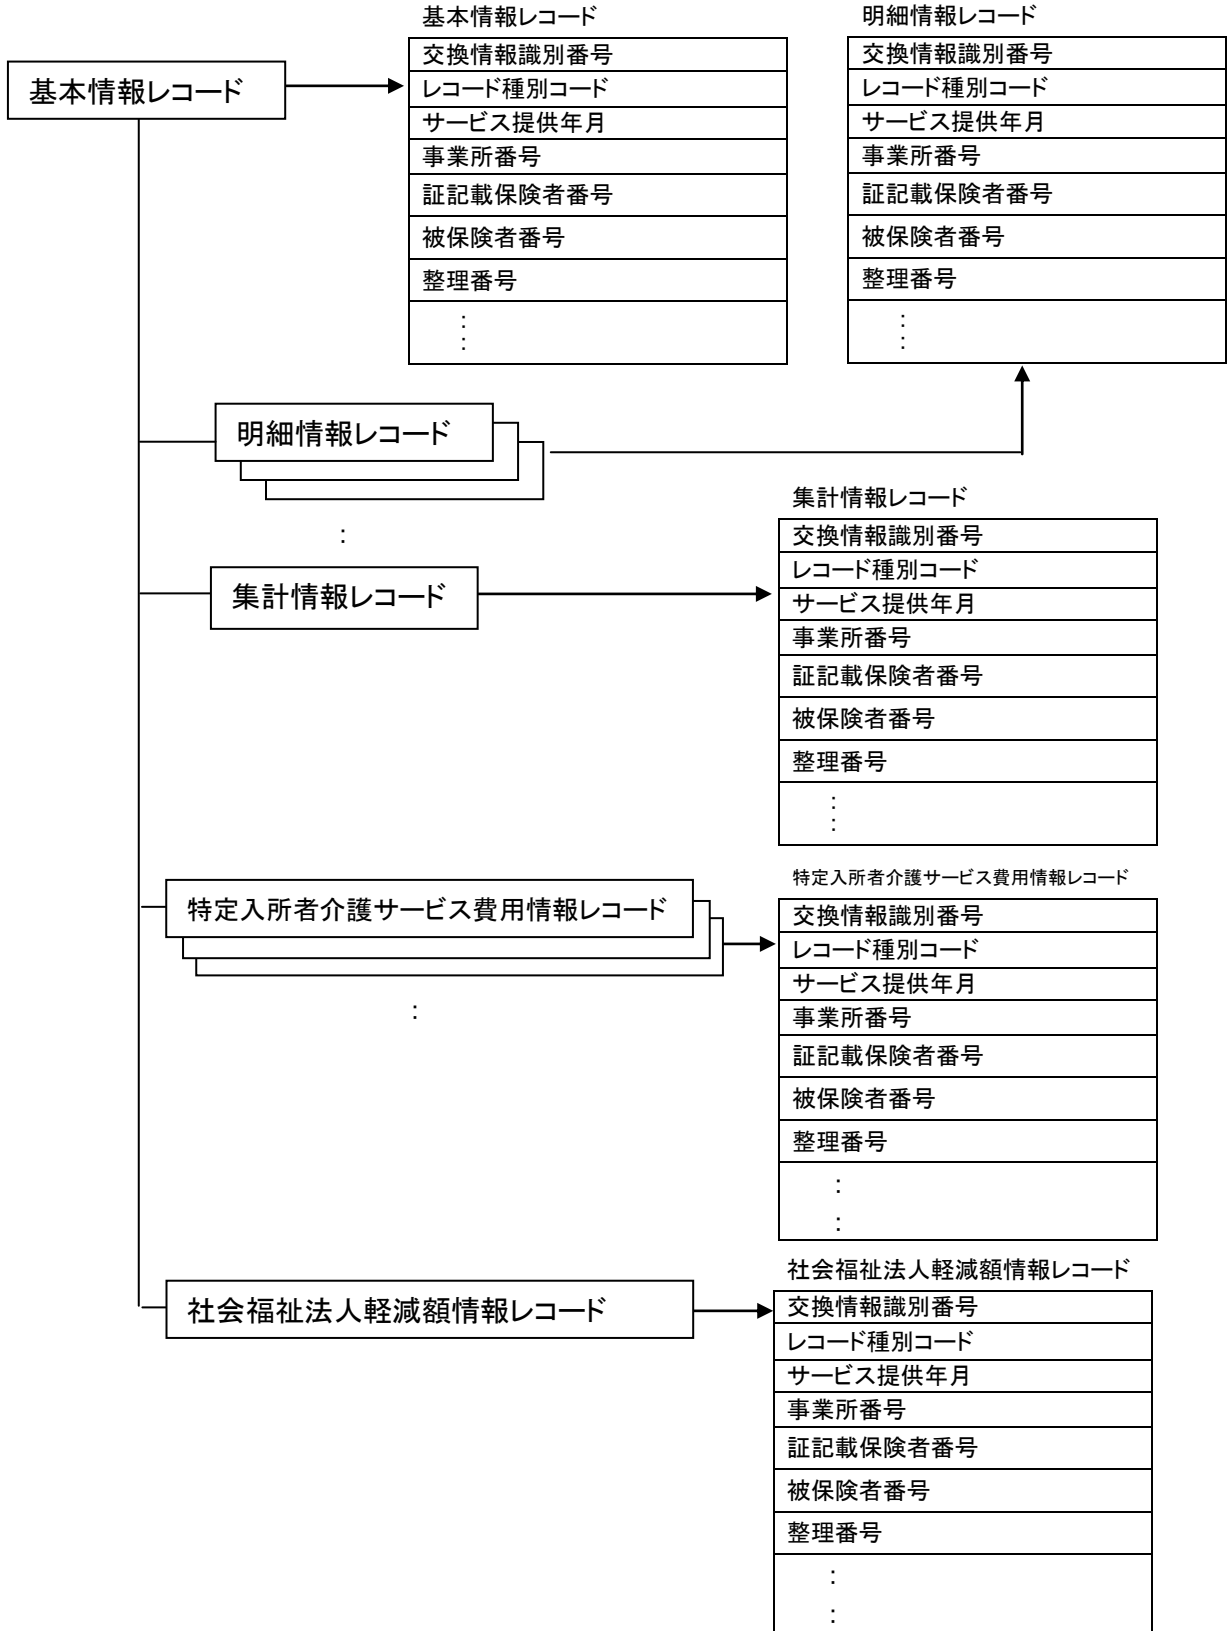 基本情報レコード
基本情報レコード
交換情報識別番号
レコード種別コード
サービス提供年月
事業所番号
証記載保険者番号
被保険者番号
整理番号
:
:
明細情報レコード
交換情報識別番号
レコード種別コード
サービス提供年月
事業所番号
証記載保険者番号
被保険者番号
整理番号
:
:
明細情報レコード
:
集計情報レコード
集計情報レコード
交換情報識別番号
レコード種別コード
サービス提供年月
事業所番号
証記載保険者番号
被保険者番号
整理番号
:
:
特定入所者介護サービス費用情報レコード
:
特定入所者介護サービス費用情報レコード
交換情報識別番号
レコード種別コード
サービス提供年月
事業所番号
証記載保険者番号
被保険者番号
整理番号
:
:
社会福祉法人軽減額情報レコード
社会福祉法人軽減額情報レコード
交換情報識別番号
レコード種別コード
サービス提供年月
事業所番号
証記載保険者番号
被保険者番号
整理番号
:
: